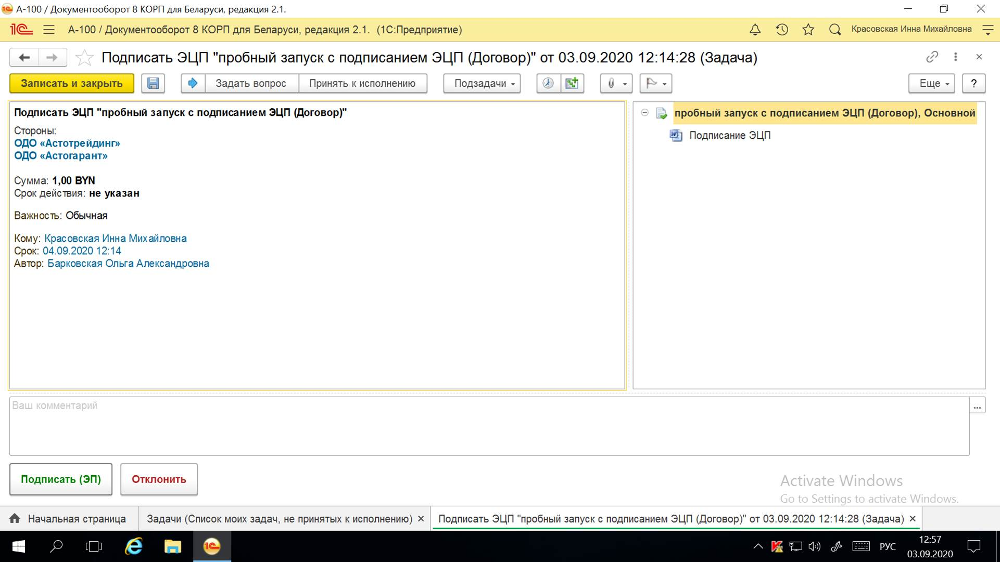 А-100 / Документооборот 8 КОРП для Беларуси, редакция 2.1.
А-100 / Документооборот 8 КОРП для Беларуси, редакция 2.1. (1С:Предприятие)
Красовская Инна Михайловна
Подписать ЭЦП "пробный запуск с подписанием ЭЦП (Договор)" от 03.09.2020 12:14:28 (Задача)
Записать и закрыть
Задать вопрос
Принять к исполнению
Подзадачи
Еще
?
Подписать ЭЦП "пробный запуск с подписанием ЭЦП (Договор)"
Стороны:
ОДО «Астотрейдинг»
ОДО «Астогарант»
Сумма: 1,00 BYN
Срок действия: не указан
Важность: Обычная
Кому: Красовская Инна Михайловна
Срок: 04.09.2020 12:14
Автор: Барковская Ольга Александровна
пробный запуск с подписанием ЭЦП (Договор), Основной
Подписание ЭЦП
Ваш комментарий
...
Подписать (ЭП)
Отклонить
Activate Windows
Go to Settings to activate Windows.
Начальная страница
Задачи (Список моих задач, не принятых к исполнению)
Подписать ЭЦП "пробный запуск с подписанием ЭЦП (Договор)" от 03.09.2020 12:14:28 (Задача)
РУС
12:57
03.09.2020